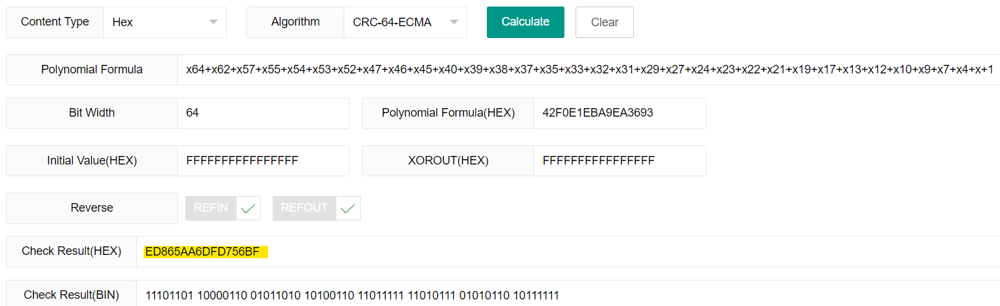 Content Type Hex Algorithm CRC-64-ECMA Calculate Clear
Polynomial Formula x64+x62+x57+x55+x54+x53+x52+x47+x46+x45+x40+x39+x38+x37+x35+x33+x32+x31+x29+x27+x24+x23+x22+x21+x19+x17+x13+x12+x10+x9+x7+x4+x+1
Bit Width 64 Polynomial Formula(HEX) 42F0E1EBA9EA3693
Initial Value(HEX) FFFFFFFFFFFFFFFF XOROUT(HEX) FFFFFFFFFFFFFFFF
Reverse REFIN REFOUT
Check Result(HEX) ED865AA6DFD756BF
Check Result(BIN) 11101101 10000110 01011010 10100110 11011111 11010111 01010110 10111111